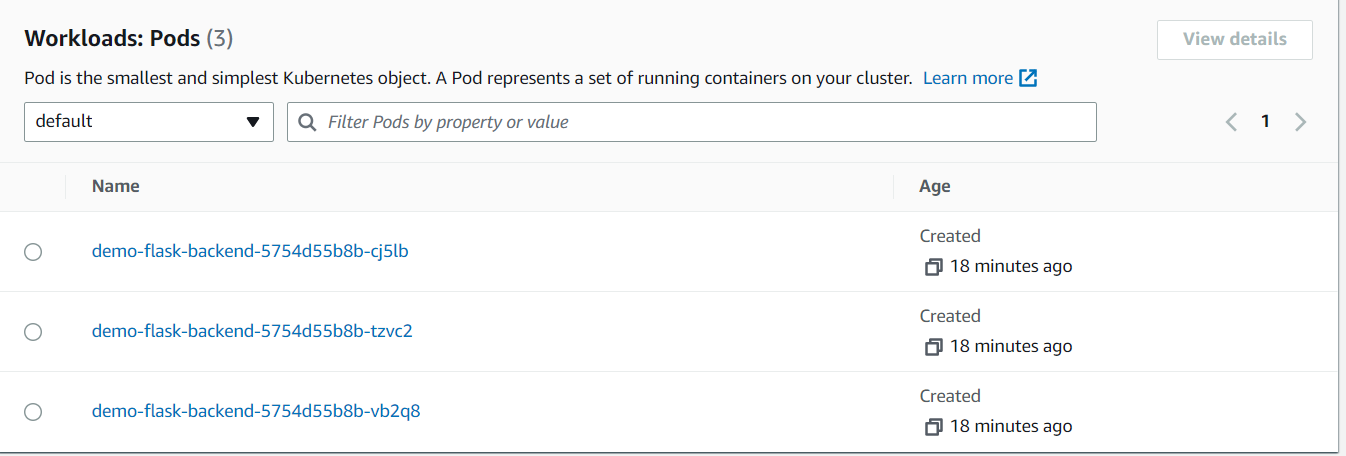 Workloads: Pods (3)
View details
Pod is the smallest and simplest Kubernetes object. A Pod represents a set of running containers on your cluster. Learn more
default
Filter Pods by property or value
1
Name Age
demo-flask-backend-5754d55b8b-cj5lb
Created
18 minutes ago
demo-flask-backend-5754d55b8b-tzvc2
Created
18 minutes ago
demo-flask-backend-5754d55b8b-vb2q8
Created
18 minutes ago